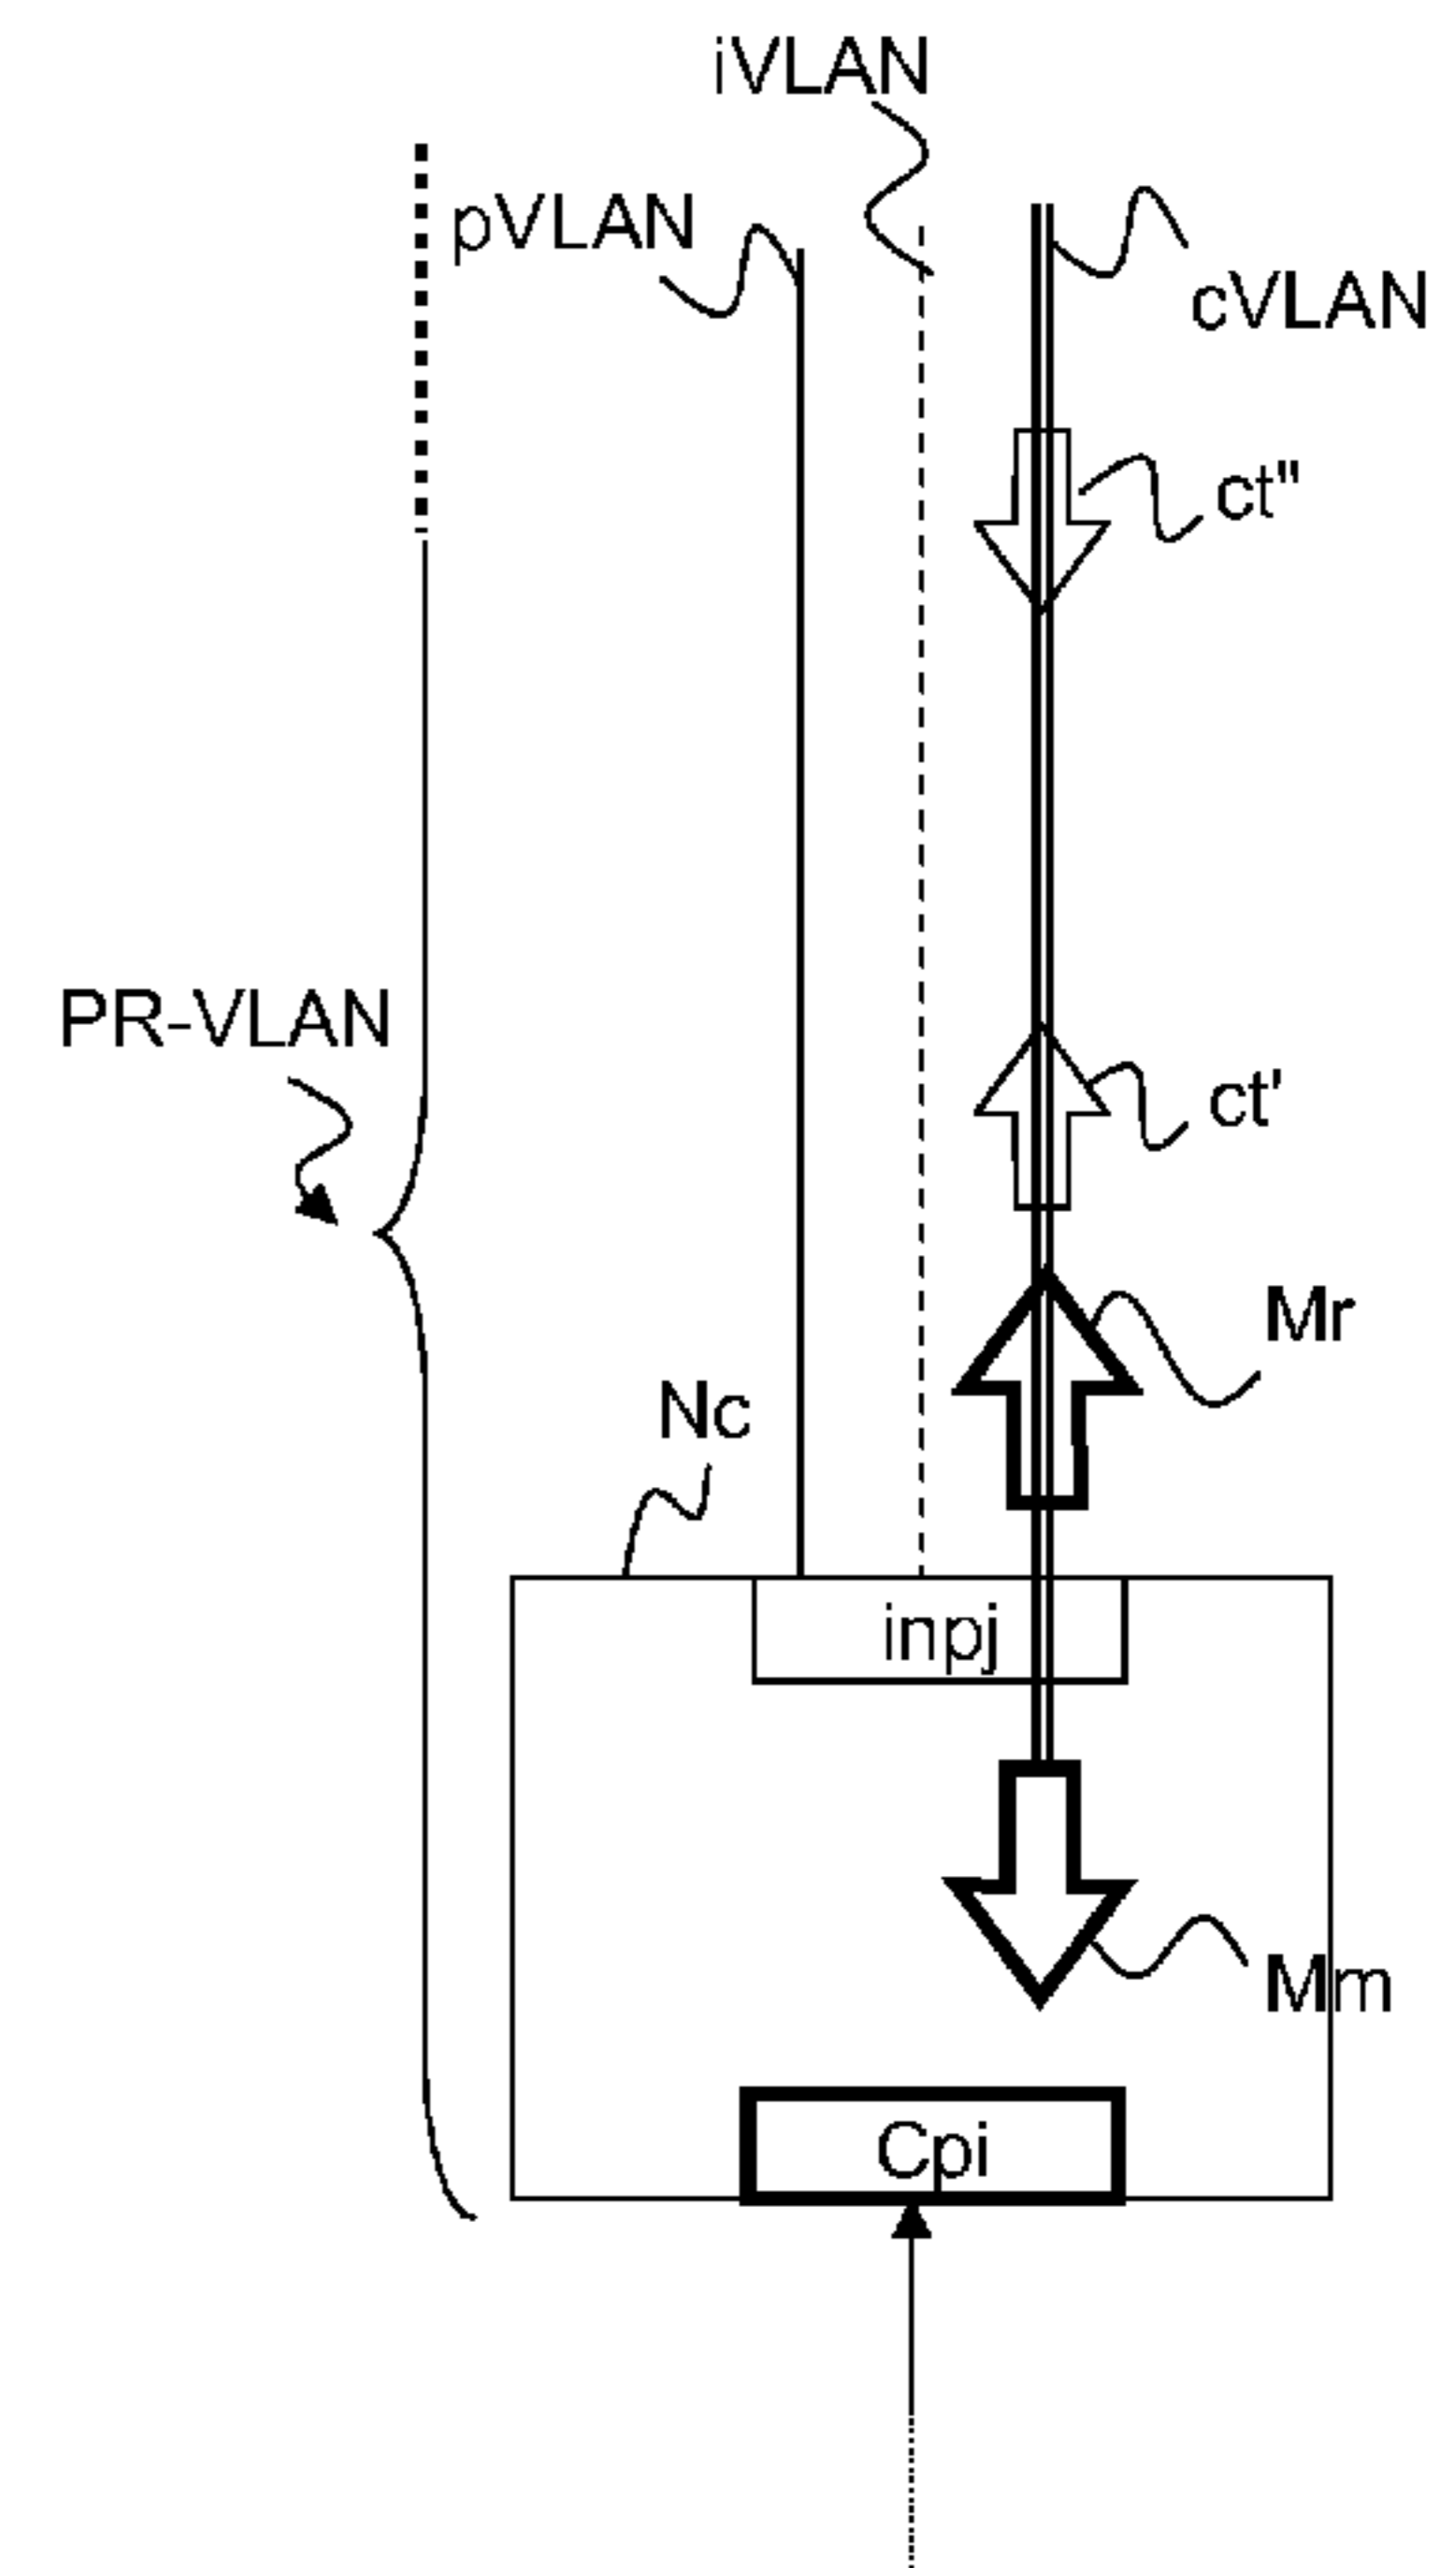 iVLAN
pVLAN
cVLAN
ct"
PR-VLAN
ct'
Mr
Nc
inpj
Mm
Cpi